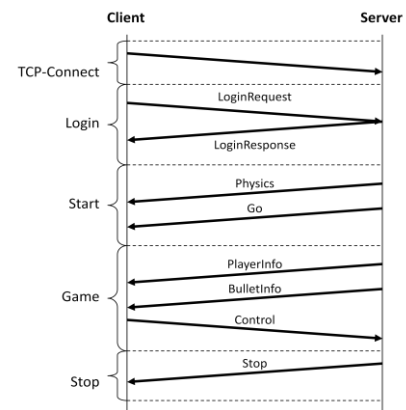 Client Server
TCP-Connect
LoginRequest
Login
LoginResponse
Physics
Start
Go
PlayerInfo
BulletInfo
Game
Control
Stop
Stop